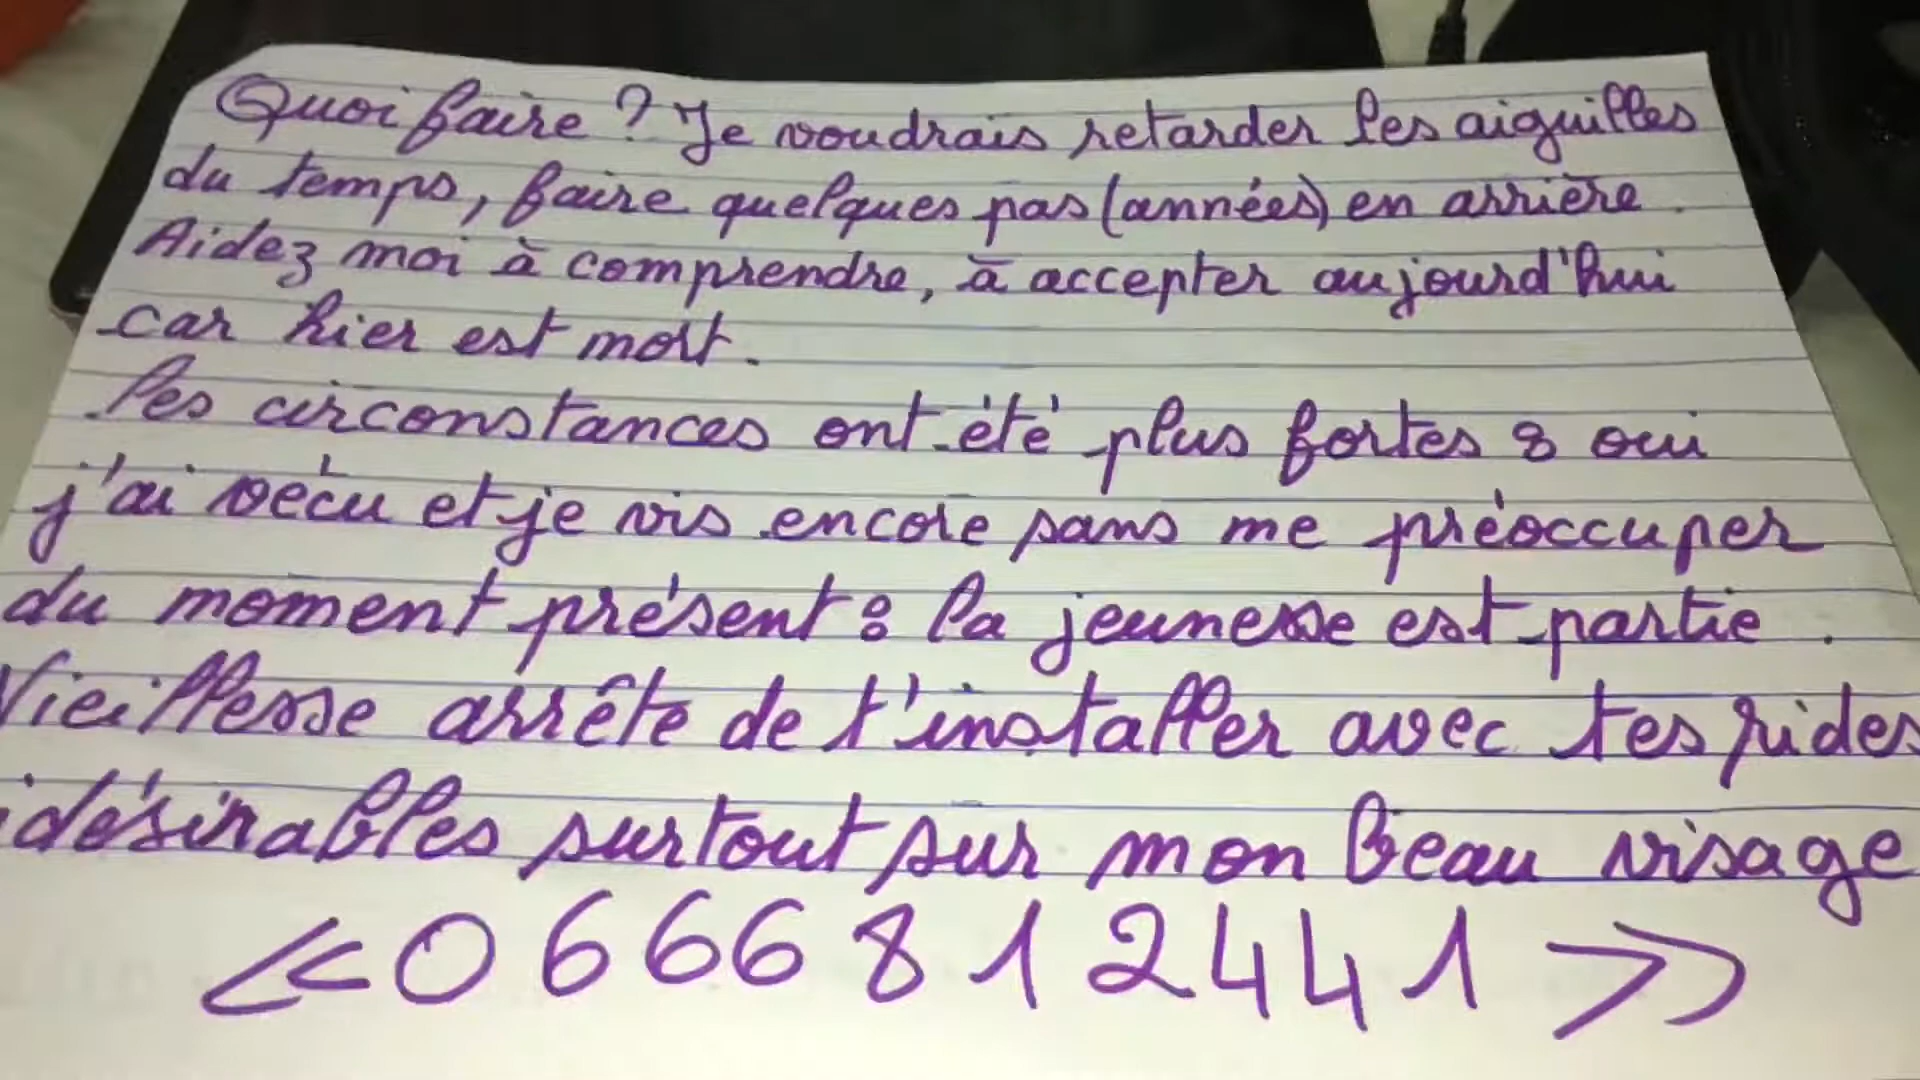 Quoi faire ? Je voudrais retarder les aiguilles
du temps, faire quelques pas (années) en arrière.
Aidez moi à comprendre, à accepter aujourd'hui
car hier est mort.
Les circonstances ont été plus fortes : oui
j'ai vécu et je vis encore sans me préoccuper
du moment présent : la jeunesse est partie.
Vieillesse arrête de t'installer avec tes rides
idésirables surtout sur mon beau visage
<<0666812441>>